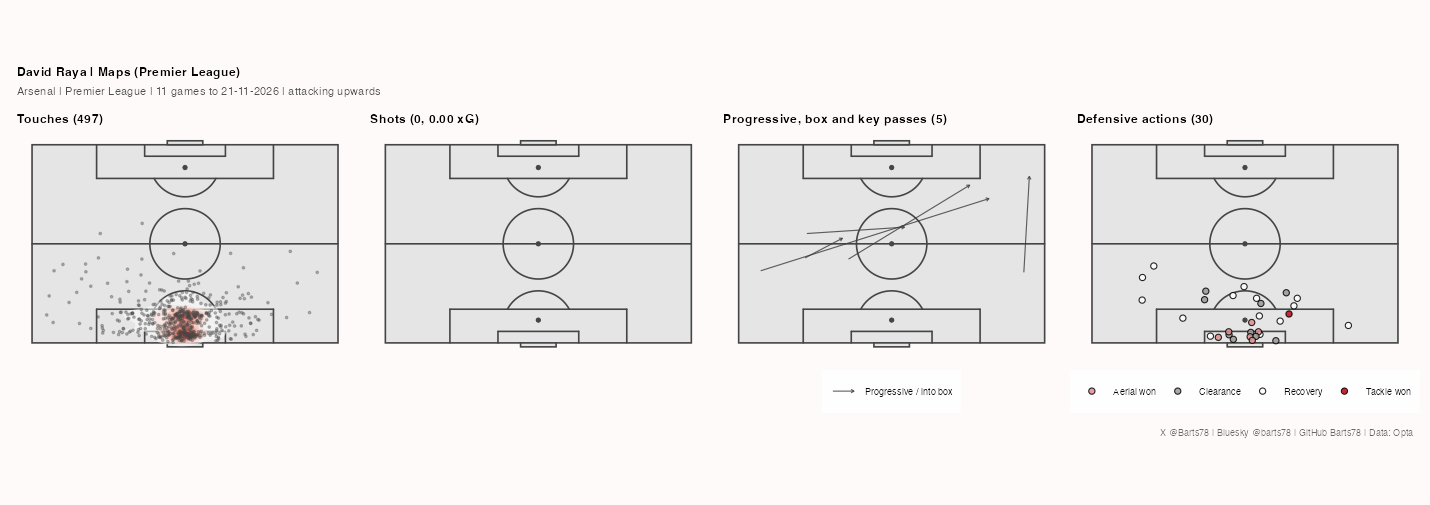 David Raya | Maps (Premier League)
Arsenal | Premier League | 11 games to 21-11-2026 | attacking upwards
Touches (497)
Shots (0, 0.00 xG)
Progressive, box and key passes (5)
Defensive actions (30)
Progressive / into box
Aerial won
Clearance
Recovery
Tackle won
X @Barts78 | Bluesky @barts78 | GitHub Barts78 | Data: Opta